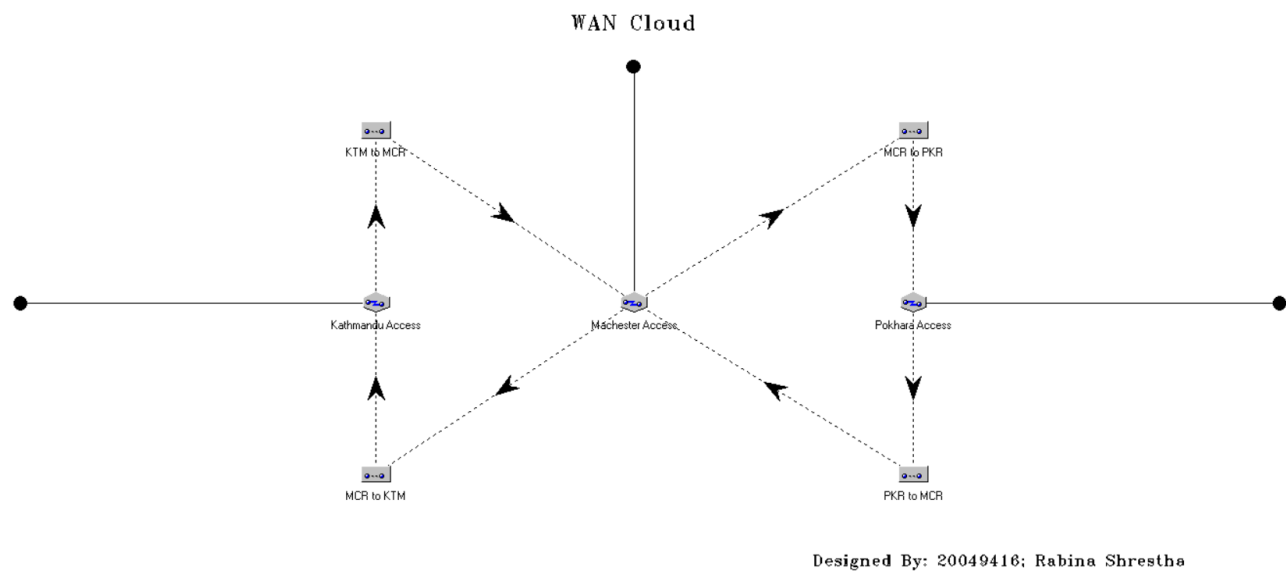 WAN Cloud
KTM to MCR
MCR to PKR
Kathmandu Access
Machester Access
Pokhara Access
MCR to KTM
PKR to MCR
Designed By: 20049416; Rabina Shrestha